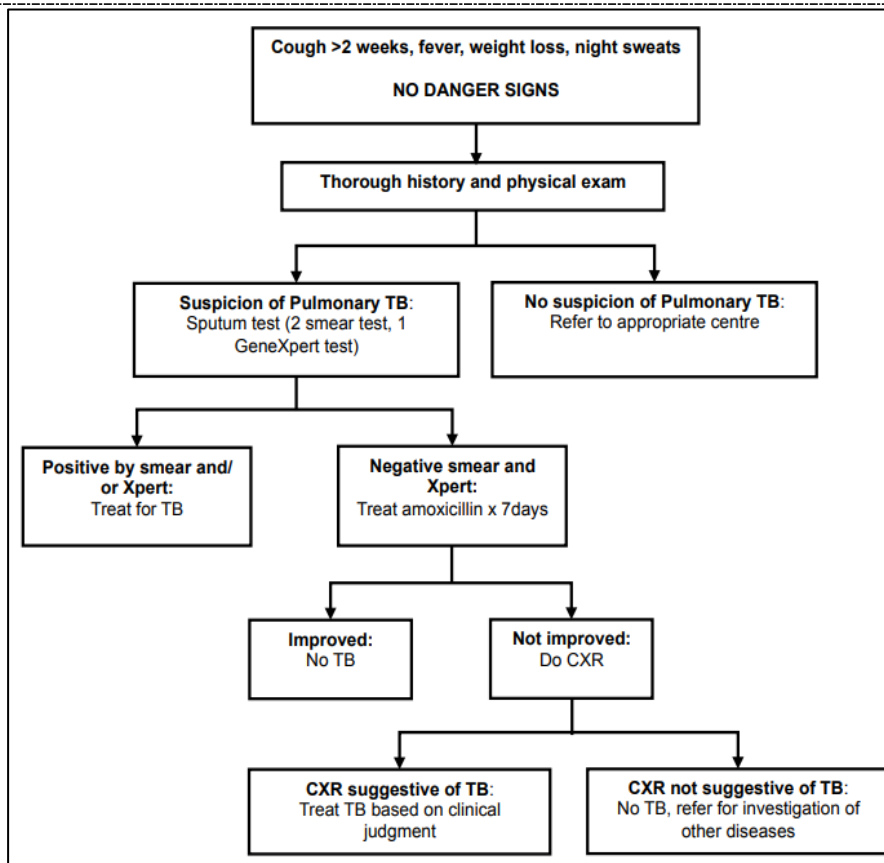 Cough >2 weeks, fever, weight loss, night sweats
NO DANGER SIGNS
Thorough history and physical exam
Suspicion of Pulmonary TB:
Sputum test (2 smear test, 1
GeneXpert test)
No suspicion of Pulmonary TB:
Refer to appropriate centre
Positive by smear and/
or Xpert:
Treat for TB
Negative smear and
Xpert:
Treat amoxicillin x 7days
Improved:
No TB
Not improved:
Do CXR
CXR suggestive of TB:
Treat TB based on clinical
judgment
CXR not suggestive of TB:
No TB, refer for investigation of
other diseases